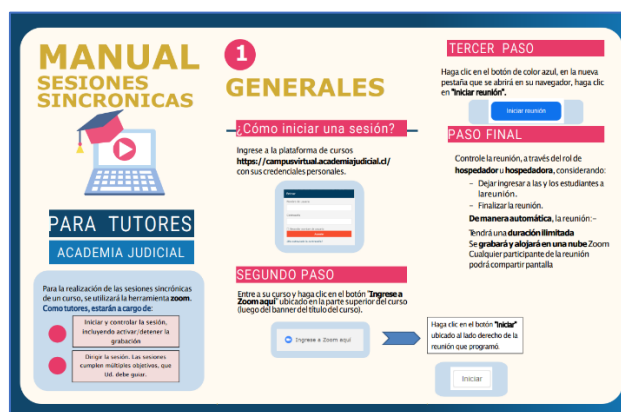 MANUAL
SESIONES
SINCRONICAS
PARA TUTORES
ACADEMIA JUDICIAL
Para la realización de las sesiones sincrónicas
de un curso, se utilizará la herramienta zoom.
Como tutores, estarán a cargo de:
Iniciar y controlar la sesión,
incluyendo activar/detener la
grabación
Dirigir la sesión. Las sesiones
cumplen múltiples objetivos, que
Ud. debe guiar.
1
GENERALES
¿Cómo iniciar una sesión?
Ingrese a la plataforma de cursos
https://campusvirtual.academiajudicial.cl/
con sus credenciales personales.
SEGUNDO PASO
Entre a su curso y haga clic en el botón "Ingrese a
Zoom aquí" ubicado en la parte superior del curso
(luego del banner del título del curso).
Ingrese a Zoom aquí
Haga clic en el botón "Iniciar"
ubicado al lado derecho de la
reunión que programó.
Iniciar
TERCER PASO
Haga clic en el botón de color azul, en la nueva
pestaña que se abrirá en su navegador, haga clic
en "Iniciar reunión".
Iniciar reunión
PASO FINAL
Controle la reunión, a través del rol de
hospedador u hospedadora, considerando:
– Dejar ingresar a las y los estudiantes a
la reunión.
– Finalizar la reunión.
De manera automática, la reunión: -
Tendrá una duración ilimitada
Se grabará y alojará en una nube Zoom
Cualquier participante de la reunión
podrá compartir pantalla